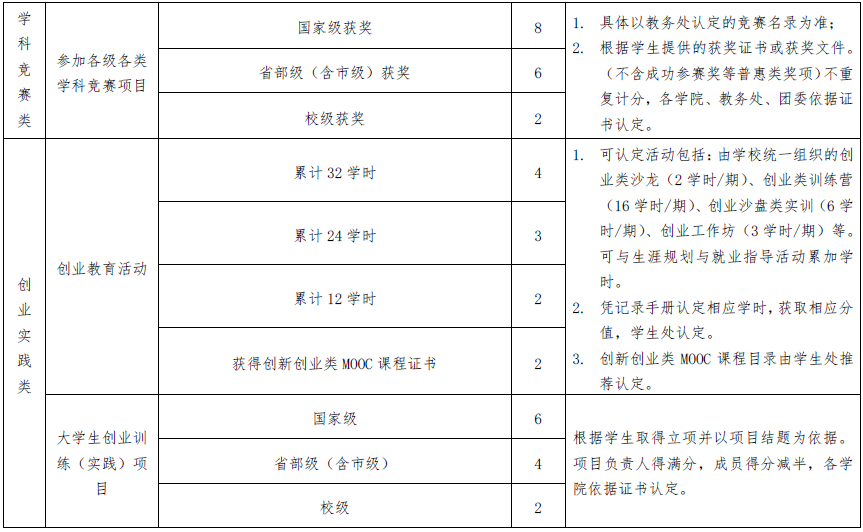 学
科
竞
赛
类
参加各级各类
学科竞赛项目
国家级获奖
8
省部级（含市级）获奖
6
校级获奖
2
1. 具体以教务处认定的竞赛名录为准；
2. 根据学生提供的获奖证书或获奖文件。
（不含成功参赛奖等普惠类奖项）不重
复计分，各学院、教务处、团委依据证
书认定。
创
业
实
践
类
创业教育活动
累计 32 学时
4
累计 24 学时
3
累计 12 学时
2
获得创新创业类 MOOC 课程证书
2
1. 可认定活动包括：由学校统一组织的创
业类沙龙（2 学时/期）、创业类训练营
（16 学时/期）、创业沙盘类实训（6 学
时/期）、创业工作坊（3 学时/期）等。
可与生涯规划与就业指导活动累加学
时。
2. 凭记录手册认定相应学时，获取相应分
值，学生处认定。
3. 创新创业类 MOOC 课程目录由学生处推
荐认定。
大学生创业训
练（实践）项
目
国家级
6
省部级（含市级）
4
校级
2
根据学生取得立项并以项目结题为依据。
项目负责人得满分，成员得分减半，各学
院依据证书认定。